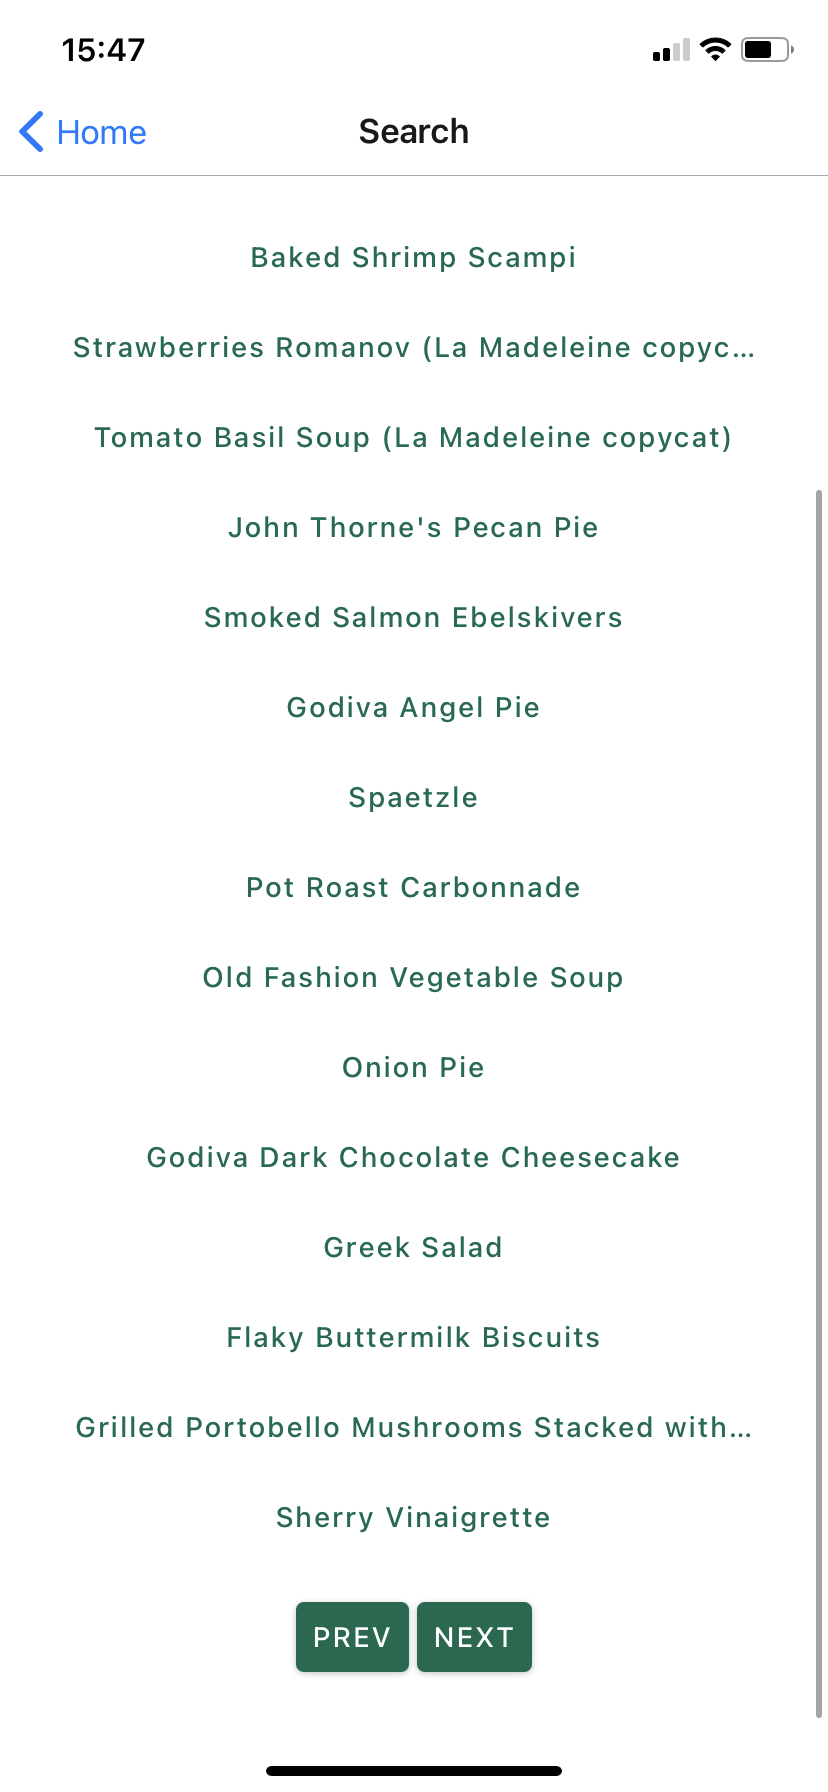 15:47
Home
Search
Baked Shrimp Scampi
Strawberries Romanov (La Madeleine copyc...
Tomato Basil Soup (La Madeleine copycat)
John Thorne's Pecan Pie
Smoked Salmon Ebelskivers
Godiva Angel Pie
Spaetzle
Pot Roast Carbonnade
Old Fashion Vegetable Soup
Onion Pie
Godiva Dark Chocolate Cheesecake
Greek Salad
Flaky Buttermilk Biscuits
Grilled Portobello Mushrooms Stacked with...
Sherry Vinaigrette
PREV NEXT